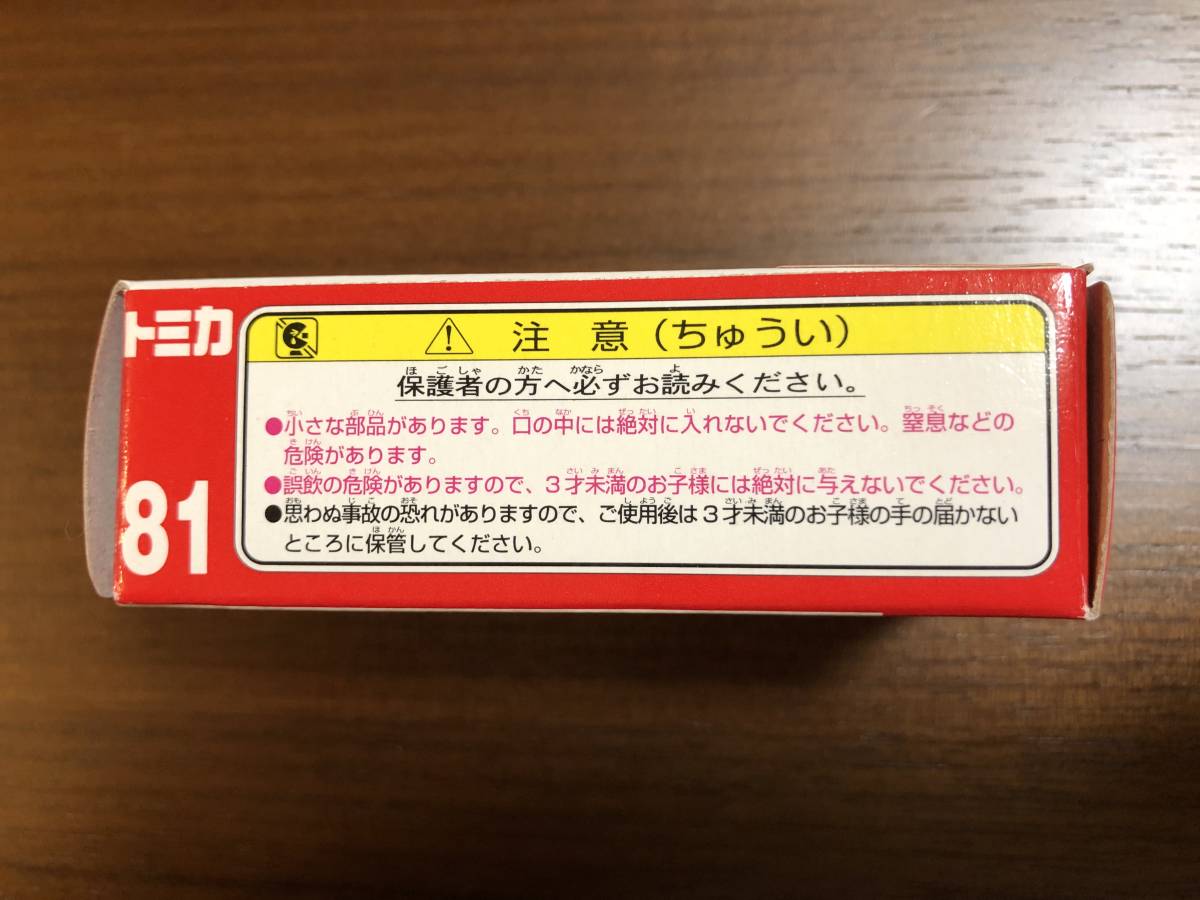 トミカ
81
注意(ちゅうい)
保護者の方へ必ずお読みください。
●小さな部品があります。口の中には絶対に入れないでください。窒息などの
危険があります。
●誤飲の危険がありますので、3才未満のお子様には絶対に与えないでください。
●思わぬ事故の恐れがありますので、ご使用後は3才未満のお子様の手の届かない
ところに保管してください。